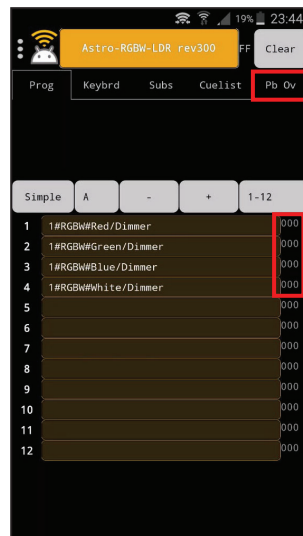 19% 23:44
Astro-RGBW-LDR rev300 FF Clear
Prog Keybrd Subs Cuelist Pb Ov
Simple A - + 1-12
1 1#RGBW#Red/Dimmer 000
2 1#RGBW#Green/Dimmer 000
3 1#RGBW#Blue/Dimmer 000
4 1#RGBW#White/Dimmer 000
5 000
6 000
7 000
8 000
9 000
10 000
11 000
12 000